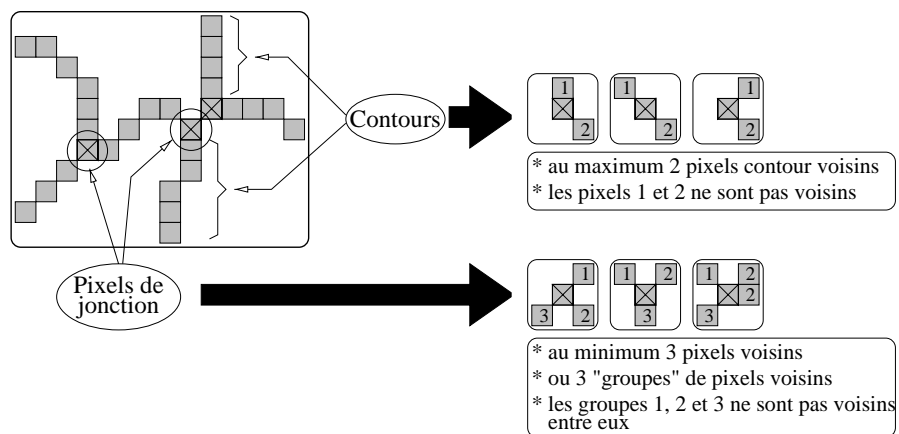 Contours
1 1 1
2 2 2
* au maximum 2 pixels contour voisins
* les pixels 1 et 2 ne sont pas voisins
Pixels de
jonction
1 1 2 1 2
2
3 2 3 3
* au minimum 3 pixels voisins
* ou 3 "groupes" de pixels voisins
* les groupes 1, 2 et 3 ne sont pas voisins
entre eux